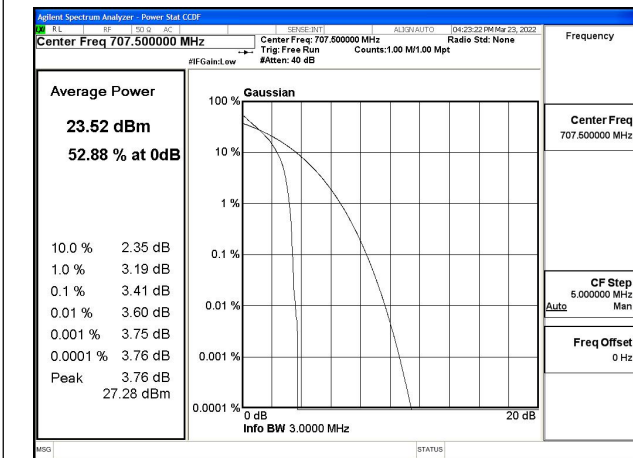 Agilent Spectrum Analyzer - Power Stat CCDF
RL RF 50 Ω AC SENSE:INT ALIGN AUTO 04:23:22 PM Mar 23, 2022
Center Freq 707.500000 MHz
Center Freq: 707.500000 MHz Radio Std: None
Trig: Free Run Counts:1.00 M/1.00 Mpt
#IFGain:Low #Atten: 40 dB
Frequency
Average Power
23.52 dBm
52.88 % at 0dB
10.0 % 2.35 dB
1.0 % 3.19 dB
0.1 % 3.41 dB
0.01 % 3.60 dB
0.001 % 3.75 dB
0.0001 % 3.76 dB
Peak 3.76 dB
27.28 dBm
Gaussian
100 %
10 %
1 %
0.1 %
0.01 %
0.001 %
0.0001 %
0 dB 20 dB
Info BW 3.0000 MHz
Center Freq
707.500000 MHz
CF Step
5.000000 MHz
Auto Man
Freq Offset
0 Hz
MSG STATUS